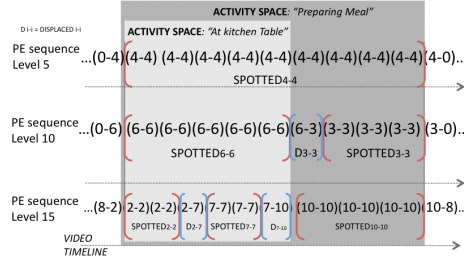 ACTIVITY SPACE: "Preparing Meal"
D i-i = DISPLACED i-i
ACTIVITY SPACE: "At kitchen Table"
PE sequence
Level 5
...(0-4)(4-4) (4-4)(4-4)(4-4)(4-4)(4-4)(4-4)(4-4)(4-4)(4-0)...
SPOTTED4-4
PE sequence
Level 10
...(0-6)(6-6)(6-6)(6-6)(6-6)(6-6)(6-3)(3-3)(3-3)(3-3)(3-0)...
SPOTTED6-6
D3-3
SPOTTED3-3
PE sequence
Level 15
...(8-2)(2-2)(2-2)(2-7)(7-7)(7-7)(7-10)(10-10)(10-10)(10-10)(10-8)...
SPOTTED2-2
D2-7
SPOTTED7-7
D7-10
SPOTTED10-10
VIDEO
TIMELINE